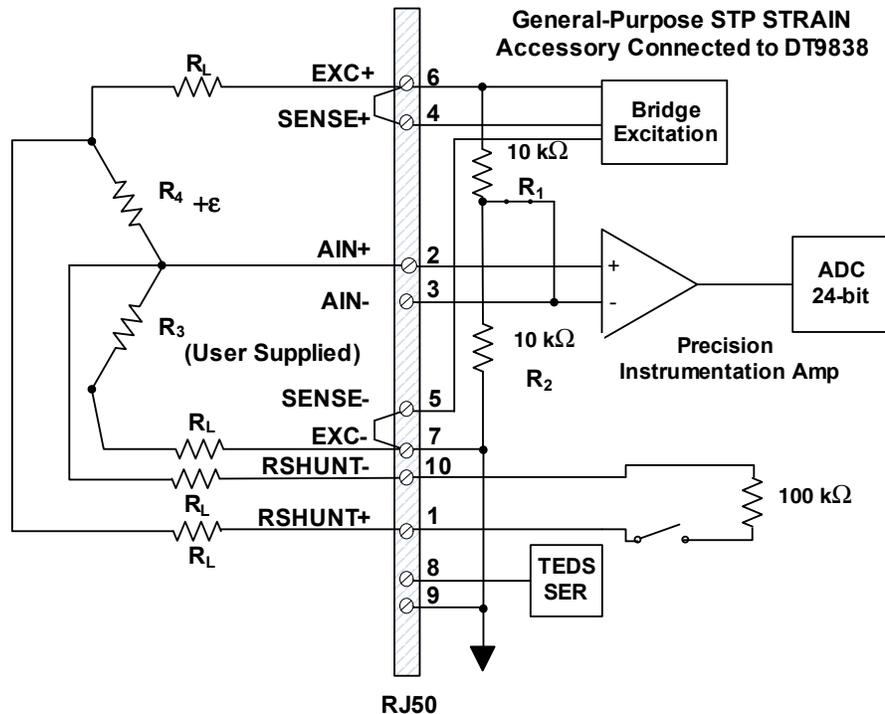 General-Purpose STP STRAIN
Accessory Connected to DT9838
RL
EXC+
6
SENSE+
4
Bridge
Excitation
10 kΩ
R1
R4
+ε
AIN+
2
+
ADC
24-bit
AIN-
3
-
R3
(User Supplied)
10 kΩ
R2
Precision
Instrumentation Amp
SENSE-
5
RL
EXC-
7
RSHUNT-
10
100 kΩ
RL
RSHUNT+
1
RL
8
TEDS
SER
9
RJ50